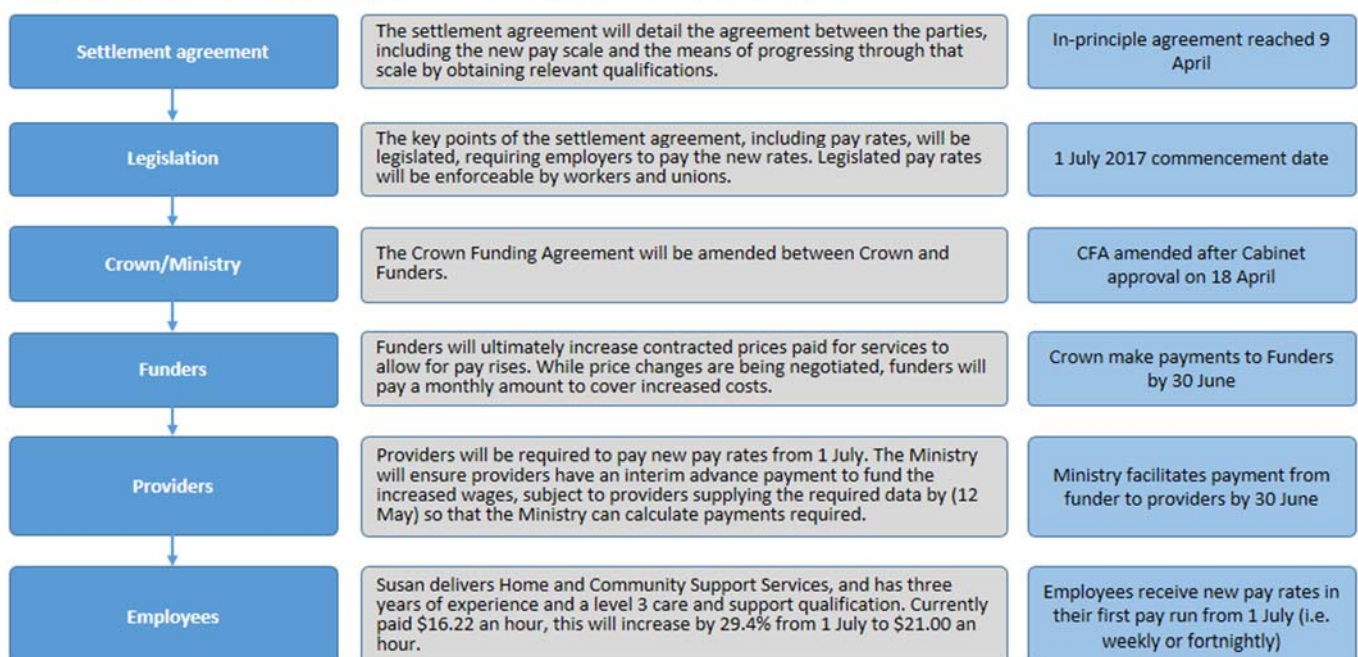 Settlement agreement
The settlement agreement will detail the agreement between the parties,
including the new pay scale and the means of progressing through that
scale by obtaining relevant qualifications.
In-principle agreement reached 9
April
Legislation
The key points of the settlement agreement, including pay rates, will be
legislated, requiring employers to pay the new rates. Legislated pay rates
will be enforceable by workers and unions.
1 July 2017 commencement date
Crown/Ministry
The Crown Funding Agreement will be amended between Crown and
Funders.
CFA amended after Cabinet
approval on 18 April
Funders
Funders will ultimately increase contracted prices paid for services to
allow for pay rises. While price changes are being negotiated, funders will
pay a monthly amount to cover increased costs.
Crown make payments to Funders
by 30 June
Providers
Providers will be required to pay new pay rates from 1 July. The Ministry
will ensure providers have an interim advance payment to fund the
increased wages, subject to providers supplying the required data by (12
May) so that the Ministry can calculate payments required.
Ministry facilitates payment from
funder to providers by 30 June
Employees
Susan delivers Home and Community Support Services, and has three
years of experience and a level 3 care and support qualification. Currently
paid $16.22 an hour, this will increase by 29.4% from 1 July to $21.00 an
hour.
Employees receive new pay rates in
their first pay run from 1 July (i.e.
weekly or fortnightly)